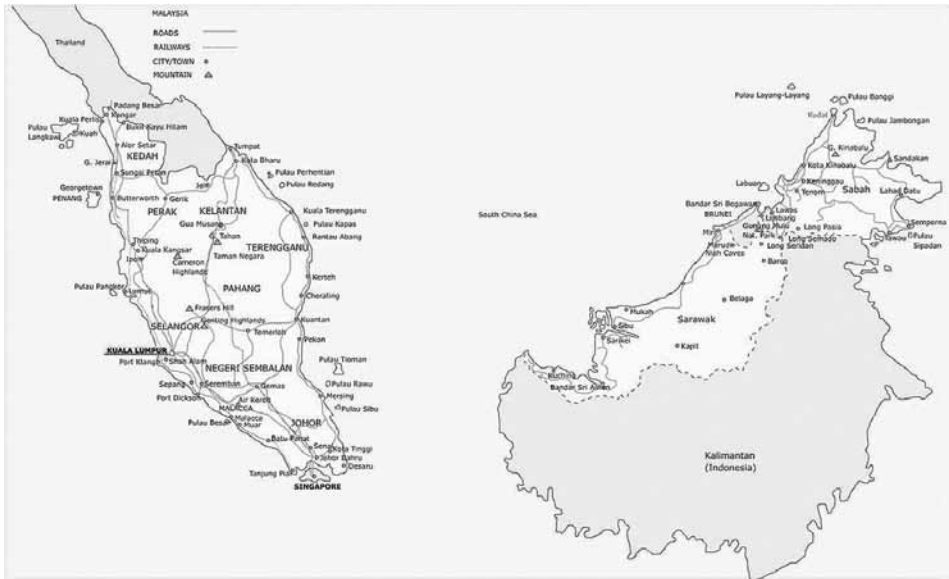 MALAYSIA
ROADS
RAILWAYS
CITY/TOWN
MOUNTAIN
Thailand
Padang Besar
Kuala Perlis
Kangar
Bukit Kayu Hitam
Pulau
Langkawi
Kuah
Alor Setar
KEDAH
G. Jerai
Sungai Petan
Georgetown
PENANG
Butterworth
Gerik
Jeli
Tumpat
Kota Bharu
Pulau Perhentian
Pulau Redang
PERAK
KELANTAN
Gua Musang
Kuala Terengganu
Pulau Kapas
Rantau Abang
TERENGGANU
Taiping
Kuala Kangsar
Ipoh
Tahan
Taman Negara
Cameron
Highlands
Kerteh
PAHANG
Cherating
Pulau Pangkor
Lumut
Frasers Hill
Genting Highlands
SELANGOR
Temerloh
Kuantan
Pekan
KUALA LUMPUR
Port Klang
Shah Alam
NEGERI SEMBALAN
Pulau Tioman
Sepang
Seremban
Gemas
Pulau Rawu
Mersing
Port Dickson
Air Keroh
MALACCA
Pulau Sibu
Malacca
Pulau Besar
Muar
JOHOR
Batu Pahat
Kota Tinggi
Johor Bahru
Desaru
Tanjung Piai
SINGAPORE
South China Sea
Pulau Layang-Layang
Pulau Banggi
Kudat
Pulau Jambongan
G. Kinabalu
Sandakan
Kota Kinabalu
Keningau
Sabah
Labuan
Tenom
Lahad Datu
Bandar Sri Begawan
BRUNEI
Lawas
Limbang
Semporna
Miri
Gunung Mulu
Nat. Park
Long Pasia
Tawau
Pulau
Sipadan
Marudi
Niah Caves
Long Semado
Long Seridan
Bario
Belaga
Mukah
Sibu
Sarawak
Sarikei
Kapit
Kuching
Bandar Sri Aman
Kalimantan
(Indonesia)